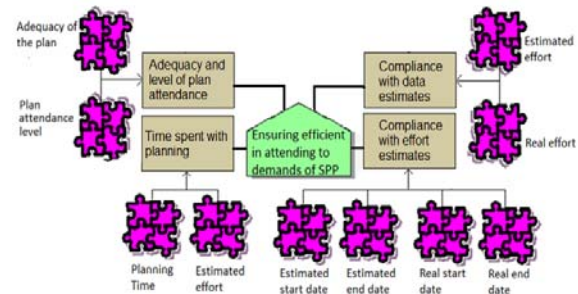 Adequacy of
the plan
Plan
attendance
level
Adequacy and
level of plan
attendance
Time spent with
planning
Ensuring efficient
in attending to
demands of SPP
Compliance
with data
estimates
Compliance
with effort
estimates
Estimated
effort
Real effort
Planning
Time
Estimated
effort
Estimated
start date
Estimated
end date
Real start
date
Real end
date